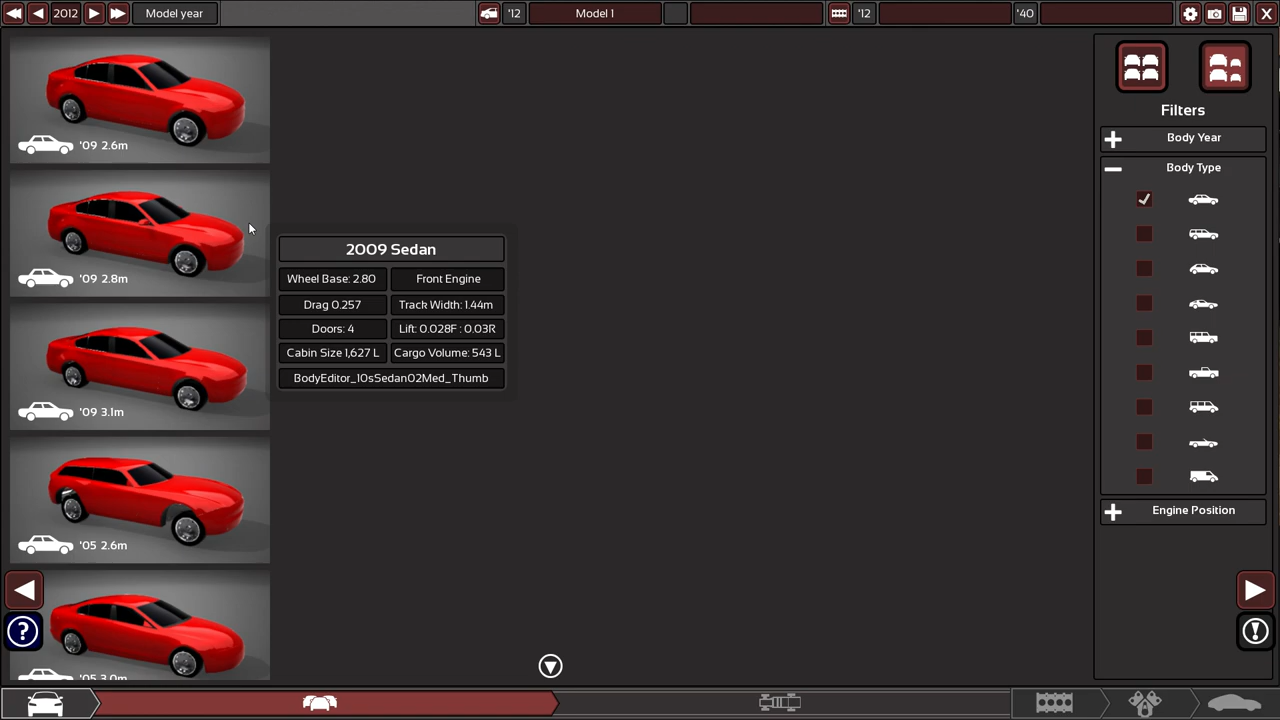 2012 Model year '12 Model 1 '12 '40
'09 2.6m
'09 2.8m
'09 3.1m
'05 2.6m
'05 3.0m
2009 Sedan
Wheel Base: 2.80 Front Engine
Drag 0.257 Track Width: 1.44m
Doors: 4 Lift: 0.028F : 0.03R
Cabin Size 1,627 L Cargo Volume: 543 L
BodyEditor_10sSedan02Med_Thumb
Filters
Body Year
Body Type
Engine Position